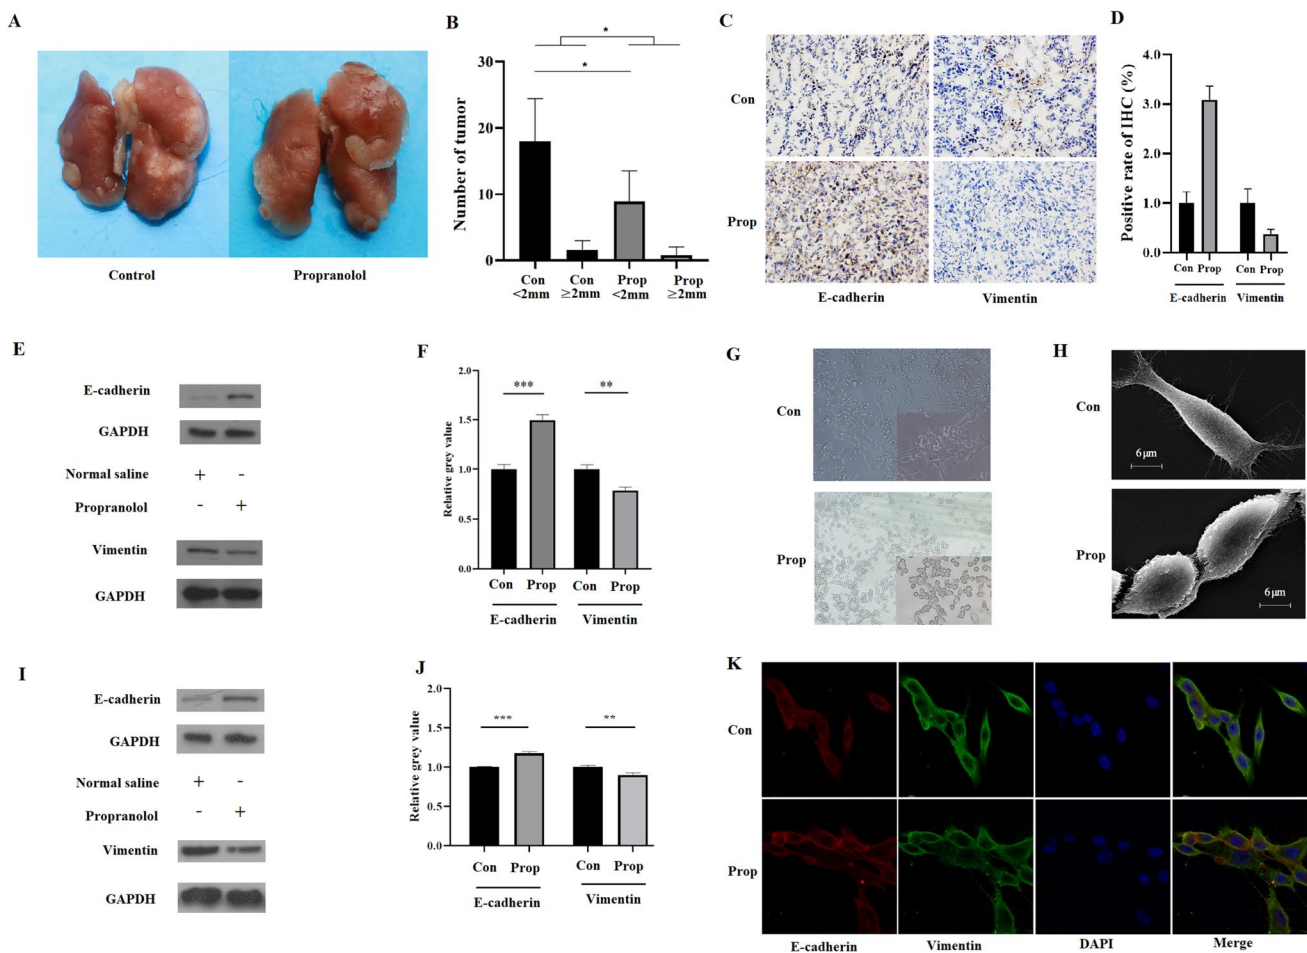 A
Control
Propranolol
B
*
*
Number of tumor
30
20
10
0
Con
<2mm
Con
≥2mm
Prop
<2mm
Prop
≥2mm
C
Con
Prop
E-cadherin
Vimentin
D
Positive rate of IHC (%)
4.0
3.0
2.0
1.0
0.0
Con Prop
Con Prop
E-cadherin
Vimentin
E
E-cadherin
GAPDH
Normal saline + -
Propranolol - +
Vimentin
GAPDH
F
Relative grey value
2.0
1.5
1.0
0.5
0.0
***
**
Con Prop
Con Prop
E-cadherin
Vimentin
G
Con
Prop
H
Con
6 μm
Prop
6 μm
I
E-cadherin
GAPDH
Normal saline + -
Propranolol - +
Vimentin
GAPDH
J
Relative grey value
2.0
1.5
1.0
0.5
0.0
***
**
Con Prop
Con Prop
E-cadherin
Vimentin
K
Con
Prop
E-cadherin
Vimentin
DAPI
Merge